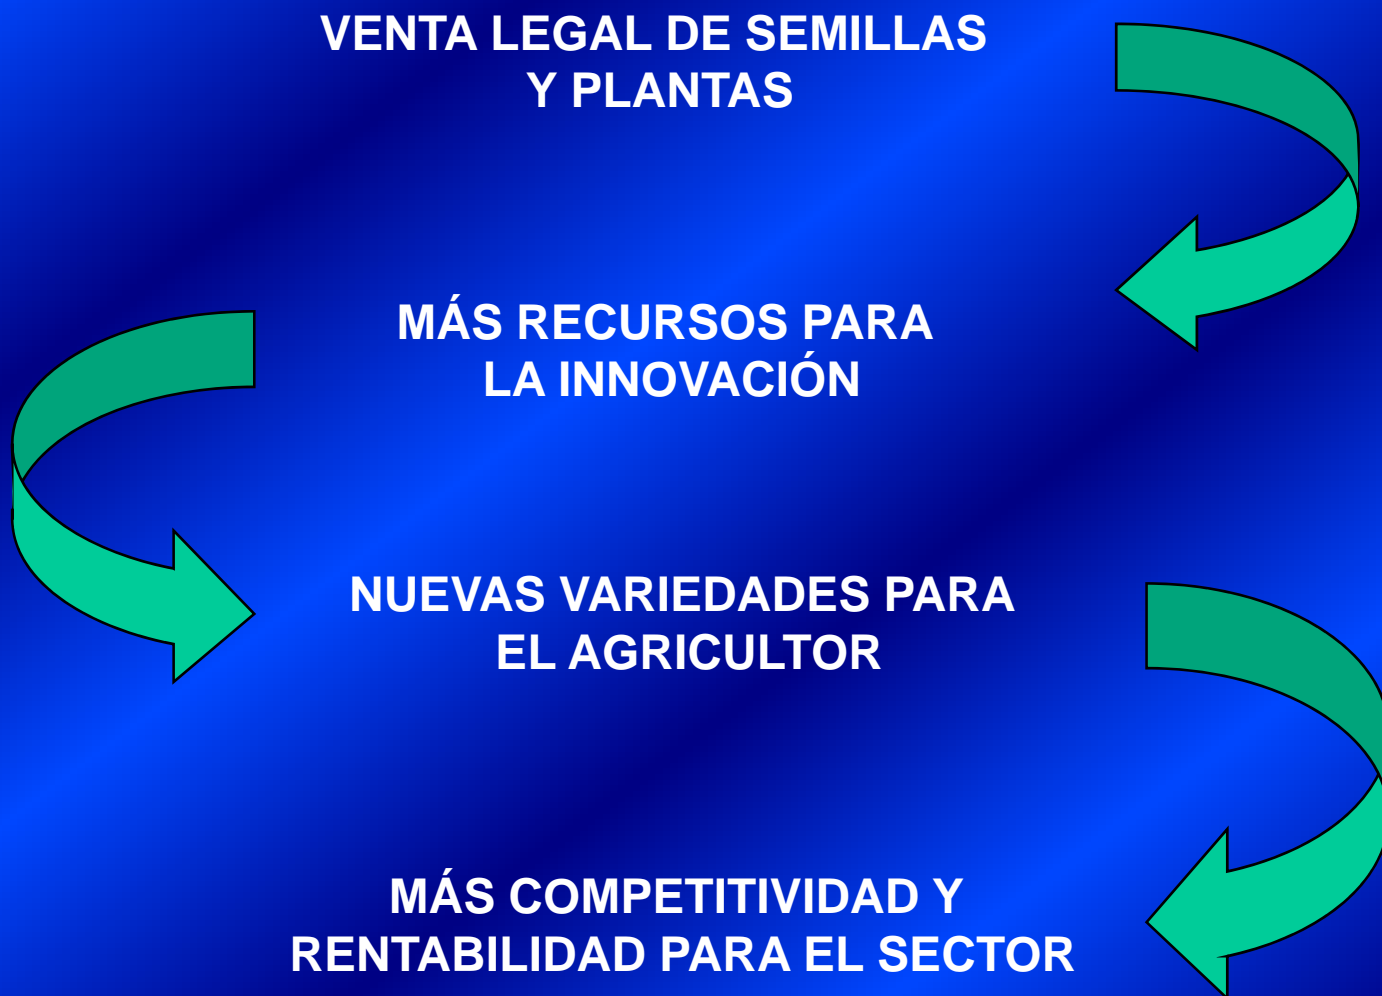 VENTA LEGAL DE SEMILLAS
Y PLANTAS
MÁS RECURSOS PARA
LA INNOVACIÓN
NUEVAS VARIEDADES PARA
EL AGRICULTOR
MÁS COMPETITIVIDAD Y
RENTABILIDAD PARA EL SECTOR